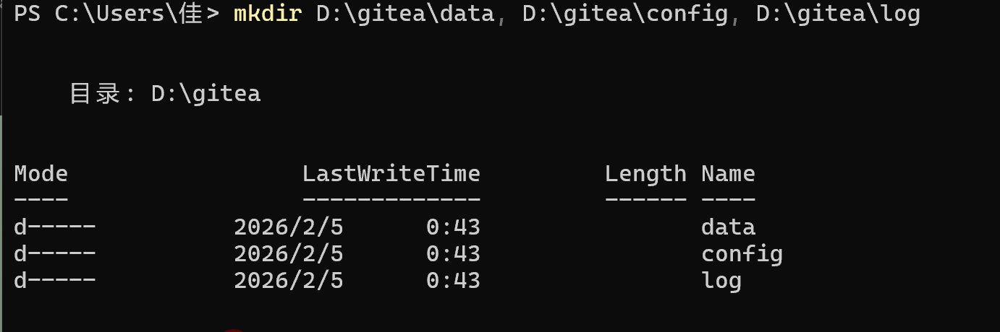 PS C:\Users\佳> mkdir D:\gitea\data, D:\gitea\config, D:\gitea\log
目录: D:\gitea
Mode                 LastWriteTime         Length Name
----                 -------------         ------ ----
d-----          2026/2/5      0:43                data
d-----          2026/2/5      0:43                config
d-----          2026/2/5      0:43                log